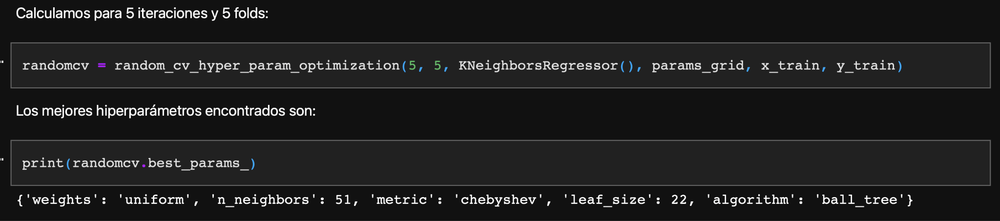 Calculamos para 5 iteraciones y 5 folds:
randomcv = random_cv_hyper_param_optimization(5, 5, KNeighborsRegressor(), params_grid, x_train, y_train)
Los mejores hiperparámetros encontrados son:
print(randomcv.best_params_)
{'weights': 'uniform', 'n_neighbors': 51, 'metric': 'chebyshev', 'leaf_size': 22, 'algorithm': 'ball_tree'}